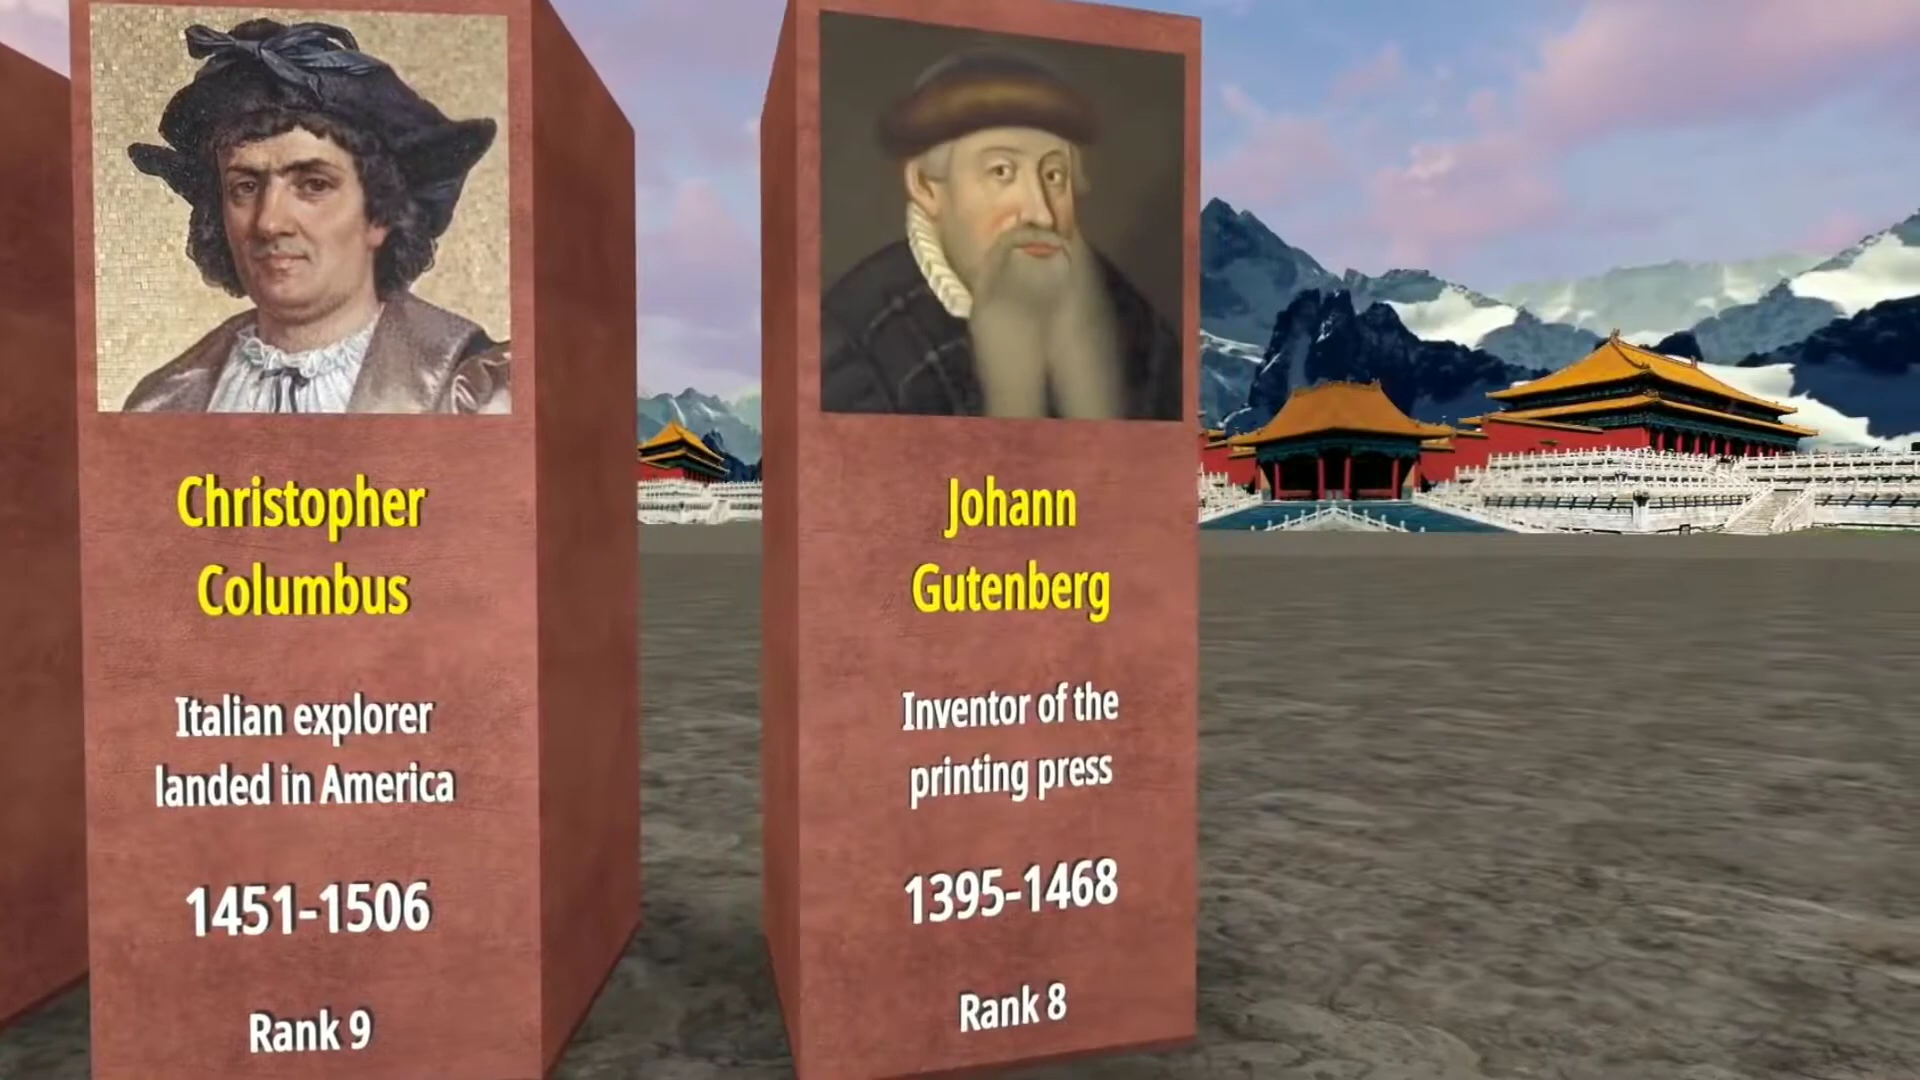 Christopher
Columbus
Italian explorer
landed in America
1451-1506
Rank 9
Johann
Gutenberg
Inventor of the
printing press
1395-1468
Rank 8